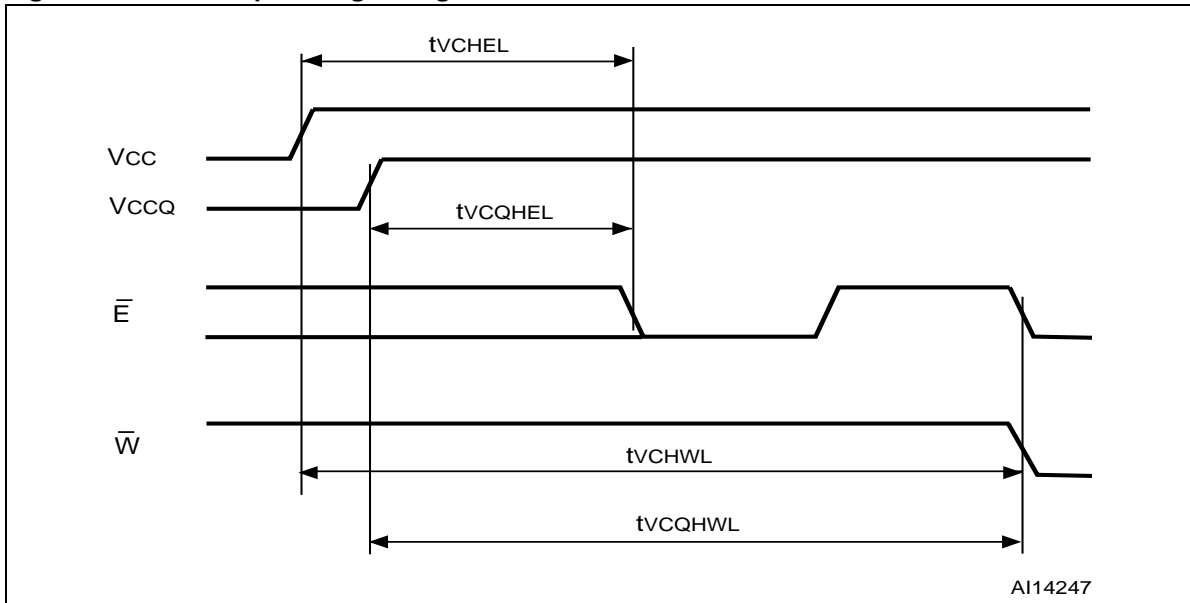 tVCHEL
VCC
VCCQ
tVCQHEL
E̅
W̅
tVCHWL
tVCQHWL
AI14247